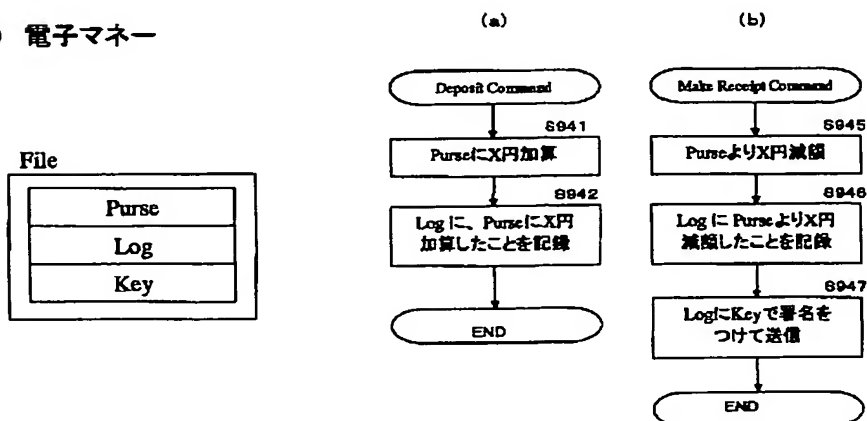 ) 電子マネー
File
Purse
Log
Key
(a)
Deposit Command
S941
PurseにX円加算
S942
Log に、PurseにX円
加算したことを記録
END
(b)
Make Receipt Command
S945
PurseよりX円減額
S946
Log に PurseよりX円
減額したことを記録
S947
LogにKeyで署名を
つけて送信
END